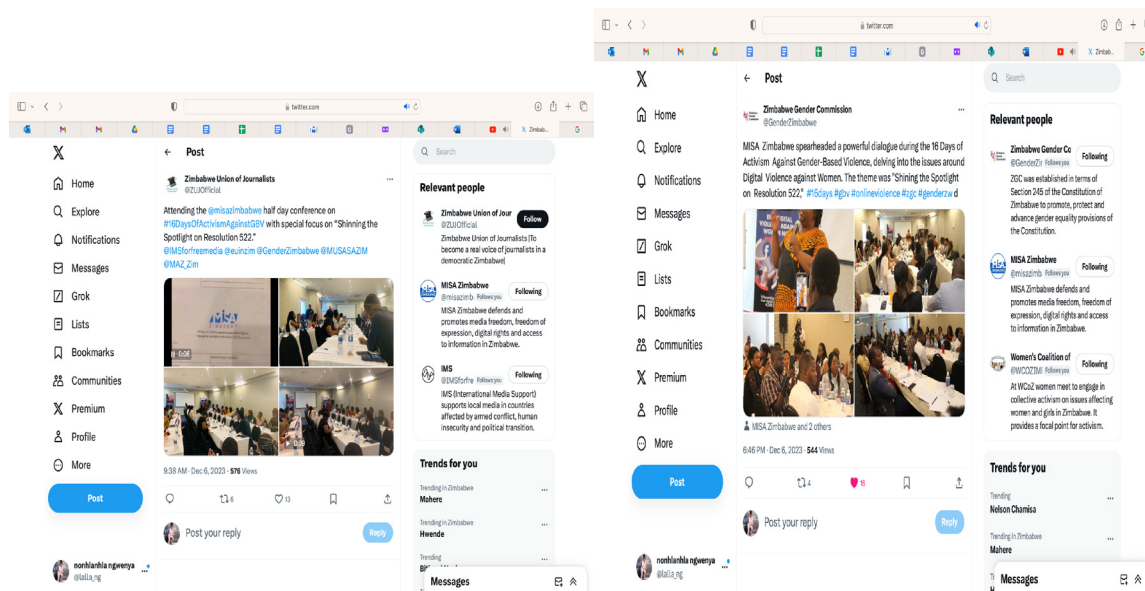 twitter.com
Zimbab...
Home
Explore
Notifications
Messages
Grok
Lists
Bookmarks
Communities
Premium
Profile
More
Post
nonhlanhla ngwenya
@lalla_ng
Post
Zimbabwe Union of Journalists
@ZUJOfficial
Attending the @misazimbabwe half day conference on
#16DaysOfActivismAgainstGBV with special focus on "Shinning the
Spotlight on Resolution 522."
@IMSforfreemedia @euinzim @GenderZimbabwe @MUSASAZIM
@MAZ_Zim
MISA
0:06
0:09
9:38 AM · Dec 6, 2023 · 576 Views
6
13
Post your reply
Reply
Search
Relevant people
Zimbabwe Union of Jour
@ZUJOfficial
Follow
Zimbabwe Union of Journalists |To
become a real voice of journalists in a
democratic Zimbabwe|
MISA Zimbabwe
@misazimb Follows you
Following
MISA Zimbabwe defends and
promotes media freedom, freedom of
expression, digital rights and access
to information in Zimbabwe.
IMS
@IMSforfre Follows you
Following
IMS (International Media Support)
supports local media in countries
affected by armed conflict, human
insecurity and political transition.
Trends for you
Trending in Zimbabwe
Mahere
Trending in Zimbabwe
Hwende
Trending
Messages
twitter.com
Zimbab...
Home
Explore
Notifications
Messages
Grok
Lists
Bookmarks
Communities
Premium
Profile
More
Post
nonhlanhla ngwenya
@lalla_ng
Post
Zimbabwe Gender Commission
@GenderZimbabwe
MISA Zimbabwe spearheaded a powerful dialogue during the 16 Days of
Activism Against Gender-Based Violence, delving into the issues around
Digital Violence against Women. The theme was "Shining the Spotlight
on Resolution 522," #16days #gbv #onlineviolence #zgc #genderzw d
MISA Zimbabwe and 2 others
6:46 PM · Dec 6, 2023 · 544 Views
4
16
Post your reply
Reply
Search
Relevant people
Zimbabwe Gender Co
@GenderZir Follows you
Following
ZGC was established in terms of
Section 245 of the Constitution of
Zimbabwe to promote, protect and
advance gender equality provisions of
the Constitution.
MISA Zimbabwe
@misazimb Follows you
Following
MISA Zimbabwe defends and
promotes media freedom, freedom of
expression, digital rights and access
to information in Zimbabwe.
Women's Coalition of
@WCOZIMI Follows you
Following
At WCoZ women meet to engage in
collective activism on issues affecting
women and girls in Zimbabwe. It
provides a focal point for activism.
Trends for you
Trending
Nelson Chamisa
Trending in Zimbabwe
Mahere
Messages